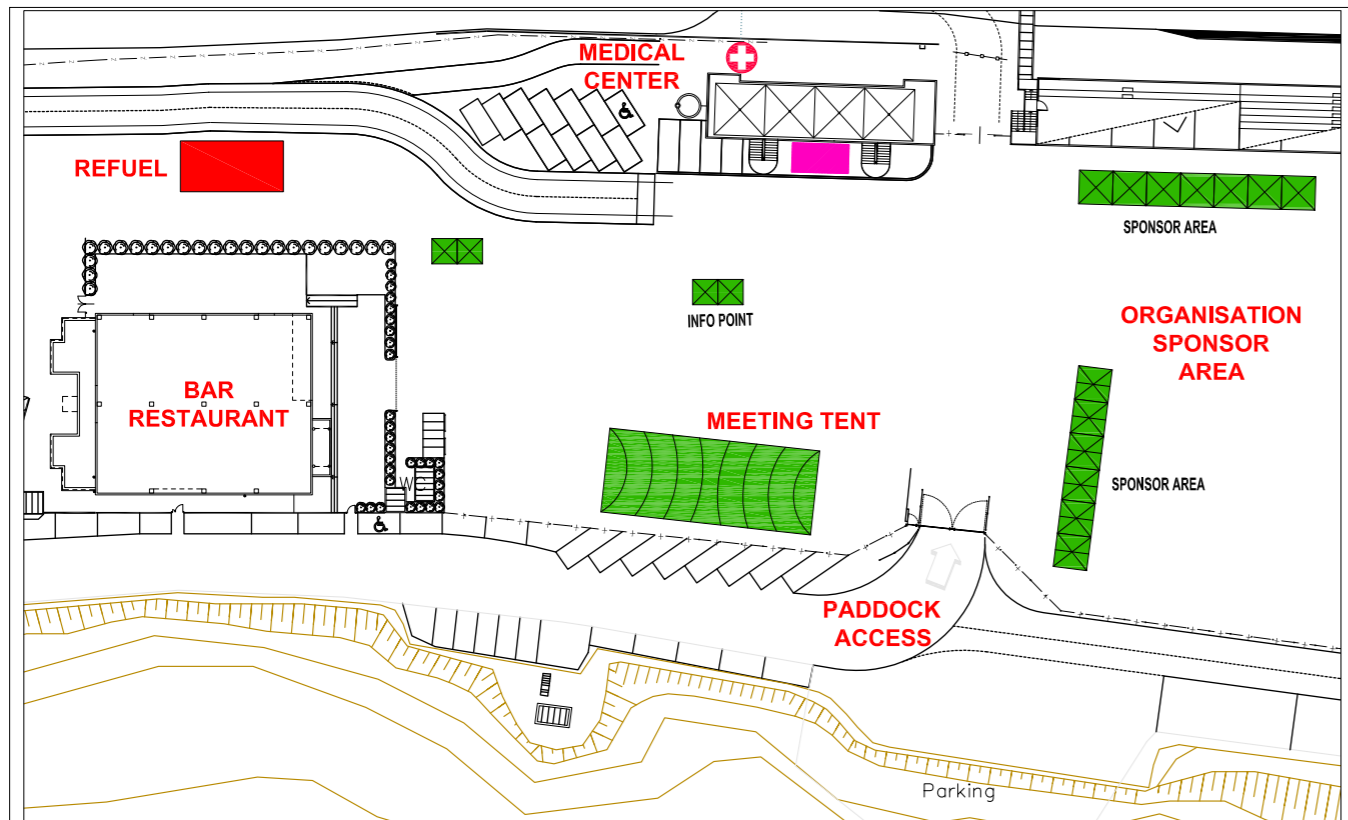 MEDICAL
CENTER
REFUEL
SPONSOR AREA
INFO POINT
ORGANISATION
SPONSOR
AREA
BAR
RESTAURANT
MEETING TENT
WC
SPONSOR AREA
PADDOCK
ACCESS
Parking